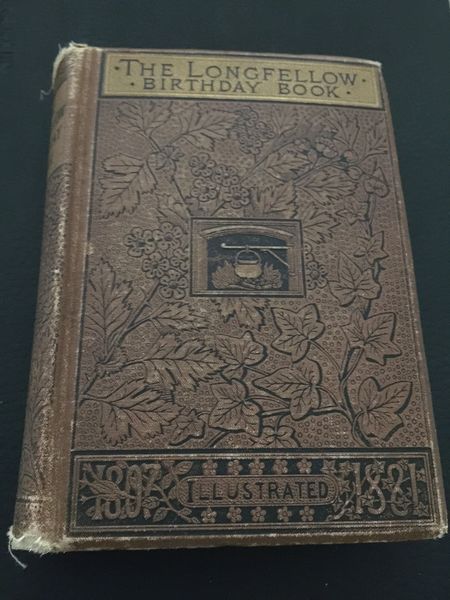 THE LONGFELLOW
BIRTHDAY BOOK
1807 ILLUSTRATED 1881